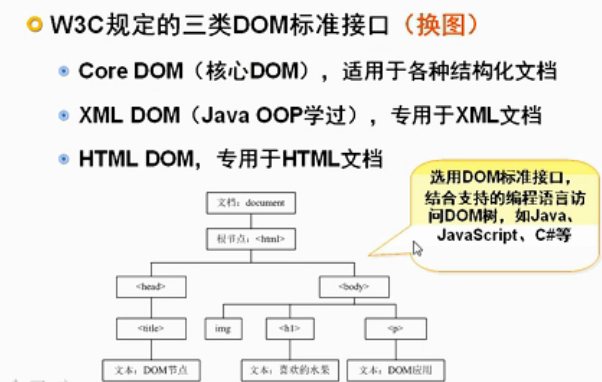 W3C规定的三类DOM标准接口（换图）
Core DOM（核心DOM），适用于各种结构化文档
XML DOM（Java OOP学过），专用于XML文档
HTML DOM，专用于HTML文档
选用DOM标准接口，
结合支持的编程语言访
问DOM树，如Java、
JavaScript、C#等
文档：document
根节点：<html>
<head>
<body>
<title>
img
<h1>
<p>
文本：DOM节点
文本：喜欢的水果
文本：DOM应用